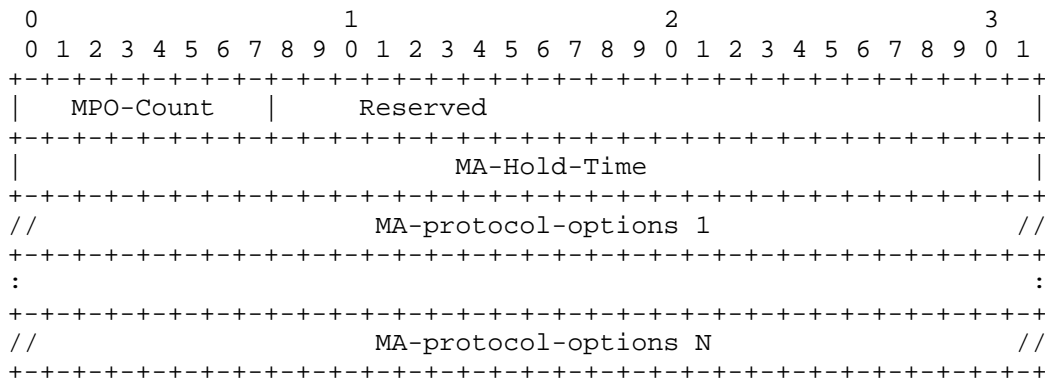 0                   1                   2                   3
 0 1 2 3 4 5 6 7 8 9 0 1 2 3 4 5 6 7 8 9 0 1 2 3 4 5 6 7 8 9 0 1
+-+-+-+-+-+-+-+-+-+-+-+-+-+-+-+-+-+-+-+-+-+-+-+-+-+-+-+-+-+-+-+-+
|   MPO-Count   |     Reserved                                  |
+-+-+-+-+-+-+-+-+-+-+-+-+-+-+-+-+-+-+-+-+-+-+-+-+-+-+-+-+-+-+-+-+
|                           MA-Hold-Time                        |
+-+-+-+-+-+-+-+-+-+-+-+-+-+-+-+-+-+-+-+-+-+-+-+-+-+-+-+-+-+-+-+-+
//                     MA-protocol-options 1                   //
+-+-+-+-+-+-+-+-+-+-+-+-+-+-+-+-+-+-+-+-+-+-+-+-+-+-+-+-+-+-+-+-+
:                                                               :
+-+-+-+-+-+-+-+-+-+-+-+-+-+-+-+-+-+-+-+-+-+-+-+-+-+-+-+-+-+-+-+-+
//                     MA-protocol-options N                   //
+-+-+-+-+-+-+-+-+-+-+-+-+-+-+-+-+-+-+-+-+-+-+-+-+-+-+-+-+-+-+-+-+